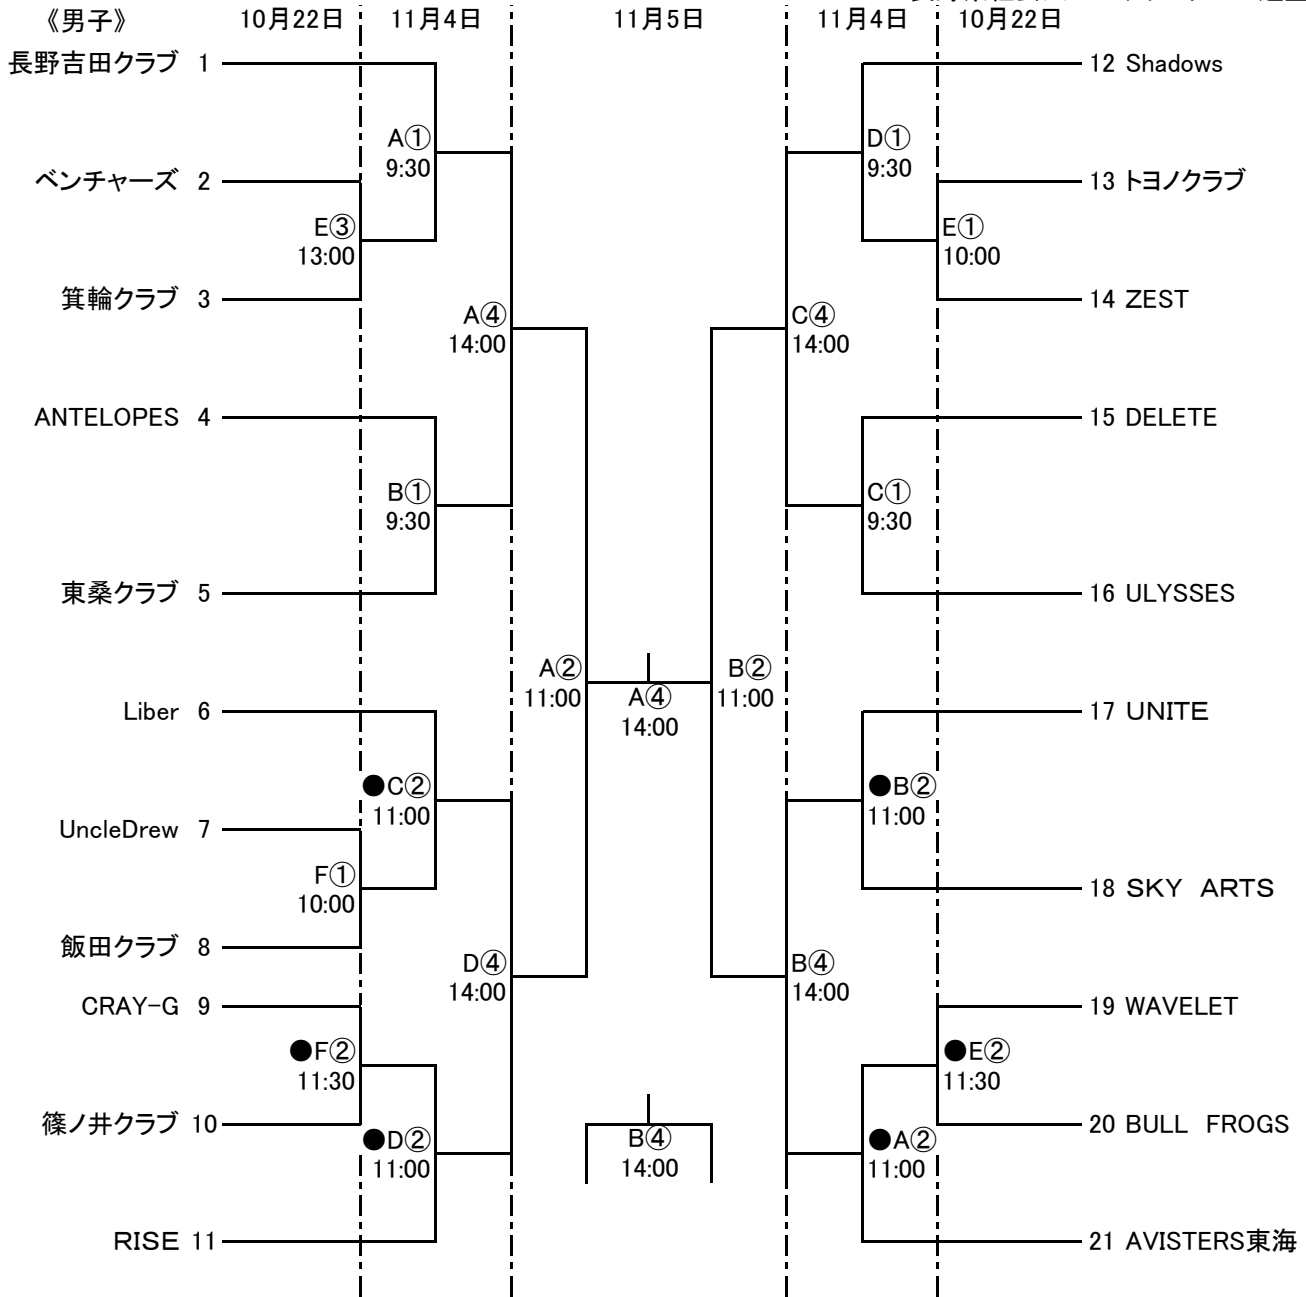 《男子》 10月22日 11月4日 11月5日 11月4日 10月22日
長野吉田クラブ 1
12 Shadows
A①
9:30
D①
9:30
ベンチャーズ 2
13 トヨノクラブ
E③
13:00
E①
10:00
箕輪クラブ 3
14 ZEST
A④
14:00
C④
14:00
ANTELOPES 4
15 DELETE
B①
9:30
C①
9:30
東桑クラブ 5
16 ULYSSES
A②
11:00
A④
14:00
B②
11:00
Liber 6
17 UNITE
●C②
11:00
●B②
11:00
UncleDrew 7
F①
10:00
18 SKY ARTS
飯田クラブ 8
D④
14:00
B④
14:00
CRAY-G 9
19 WAVELET
●F②
11:30
●E②
11:30
篠ノ井クラブ 10
20 BULL FROGS
●D②
11:00
B④
14:00
●A②
11:00
RISE 11
21 AVISTERS東海